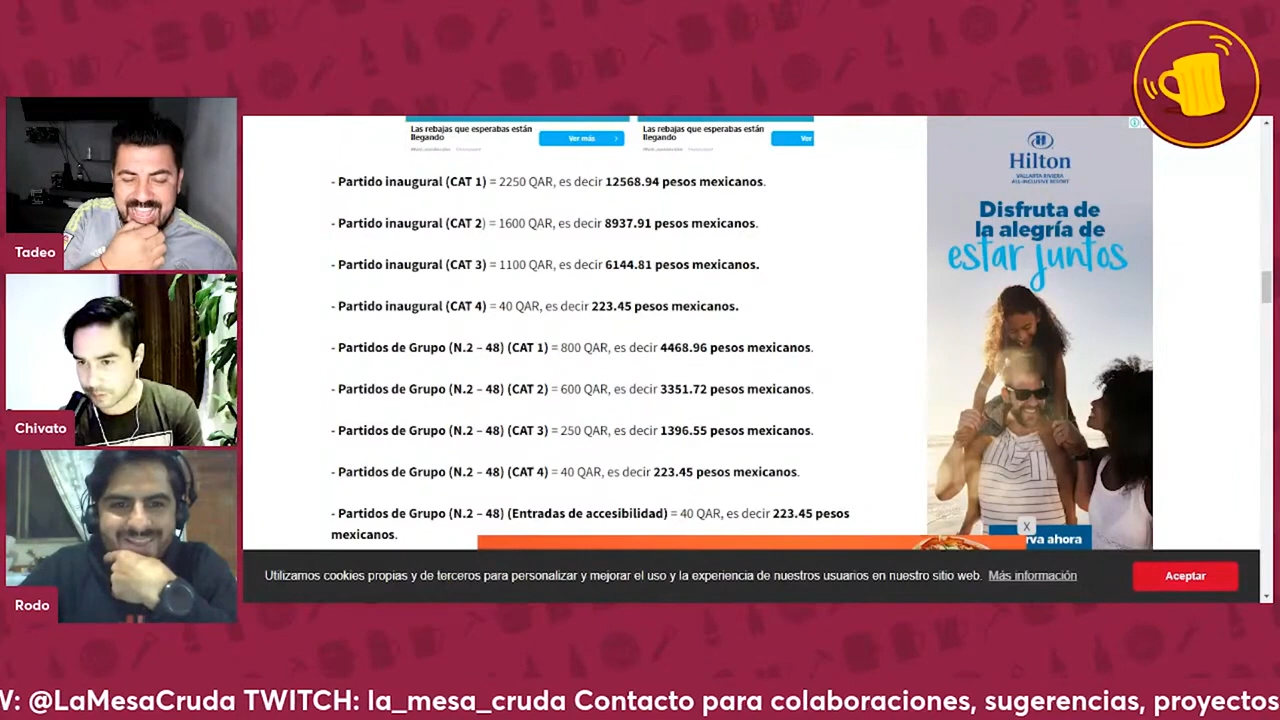 Las rebajas que esperabas están
llegando
Ver más
Las rebajas que esperabas están
llegando
Ver
- Partido inaugural (CAT 1) = 2250 QAR, es decir 12568.94 pesos mexicanos.
- Partido inaugural (CAT 2) = 1600 QAR, es decir 8937.91 pesos mexicanos.
- Partido inaugural (CAT 3) = 1100 QAR, es decir 6144.81 pesos mexicanos.
- Partido inaugural (CAT 4) = 40 QAR, es decir 223.45 pesos mexicanos.
- Partidos de Grupo (N.2 – 48) (CAT 1) = 800 QAR, es decir 4468.96 pesos mexicanos.
- Partidos de Grupo (N.2 – 48) (CAT 2) = 600 QAR, es decir 3351.72 pesos mexicanos.
- Partidos de Grupo (N.2 – 48) (CAT 3) = 250 QAR, es decir 1396.55 pesos mexicanos.
- Partidos de Grupo (N.2 – 48) (CAT 4) = 40 QAR, es decir 223.45 pesos mexicanos.
- Partidos de Grupo (N.2 – 48) (Entradas de accesibilidad) = 40 QAR, es decir 223.45 pesos
mexicanos.
Hilton
VALLARTA RIVIERA
ALL-INCLUSIVE RESORT
Disfruta de
la alegría de
estar juntos
X
rva ahora
Tadeo
Chivato
Rodo
Utilizamos cookies propias y de terceros para personalizar y mejorar el uso y la experiencia de nuestros usuarios en nuestro sitio web. Más información
Aceptar
W: @LaMesaCruda TWITCH: la_mesa_cruda Contacto para colaboraciones, sugerencias, proyectos